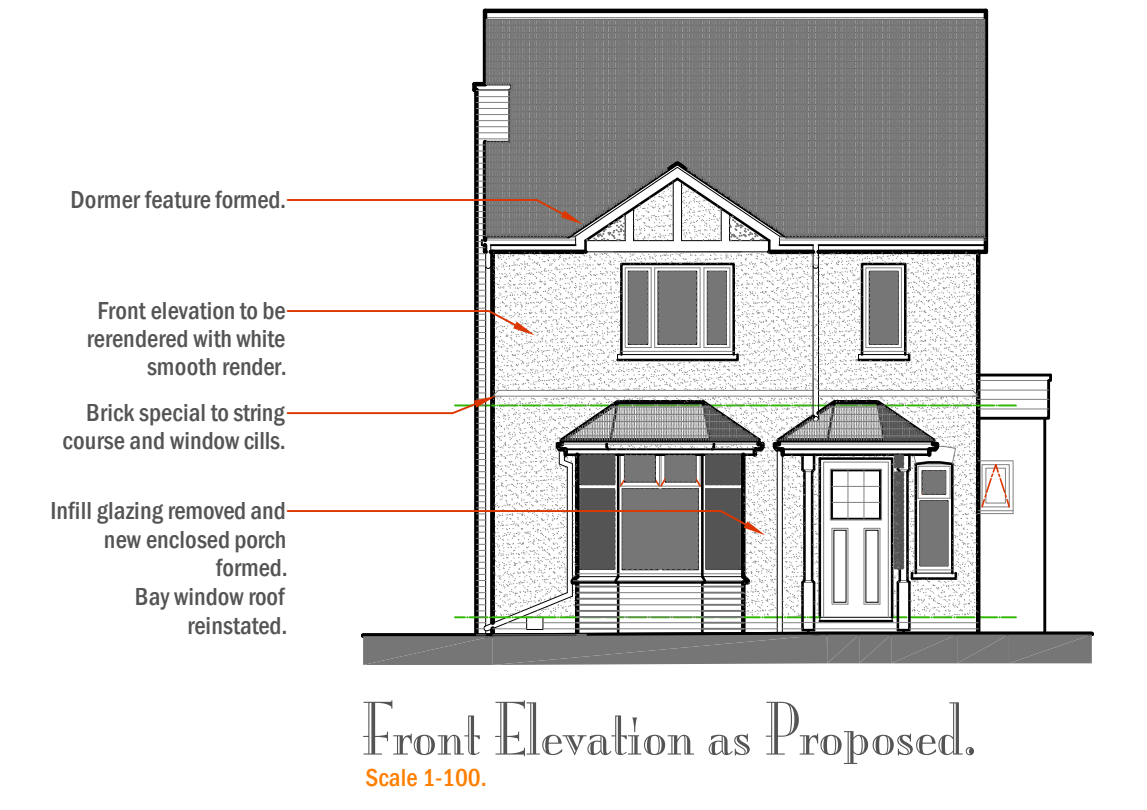 Dormer feature formed.
Front elevation to be
rerendered with white
smooth render.
Brick special to string
course and window cills.
Infill glazing removed and
new enclosed porch
formed.
Bay window roof
reinstated.
Front Elevation as Proposed.
Scale 1-100.